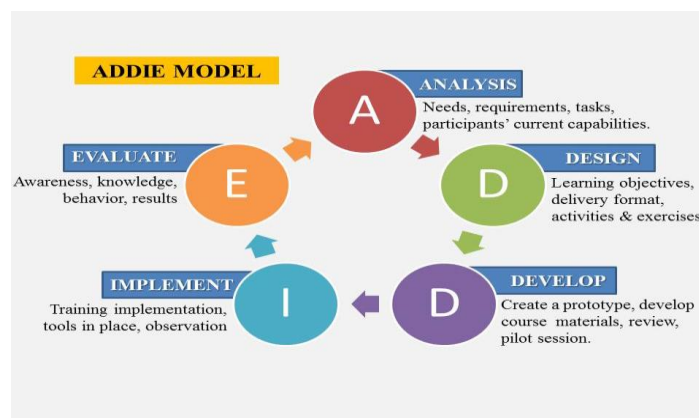 ADDIE MODEL
A
ANALYSIS
Needs, requirements, tasks,
participants' current capabilities.
D
DESIGN
Learning objectives,
delivery format,
activities & exercises
D
DEVELOP
Create a prototype, develop
course materials, review,
pilot session.
I
IMPLEMENT
Training implementation,
tools in place, observation
E
EVALUATE
Awareness, knowledge,
behavior, results